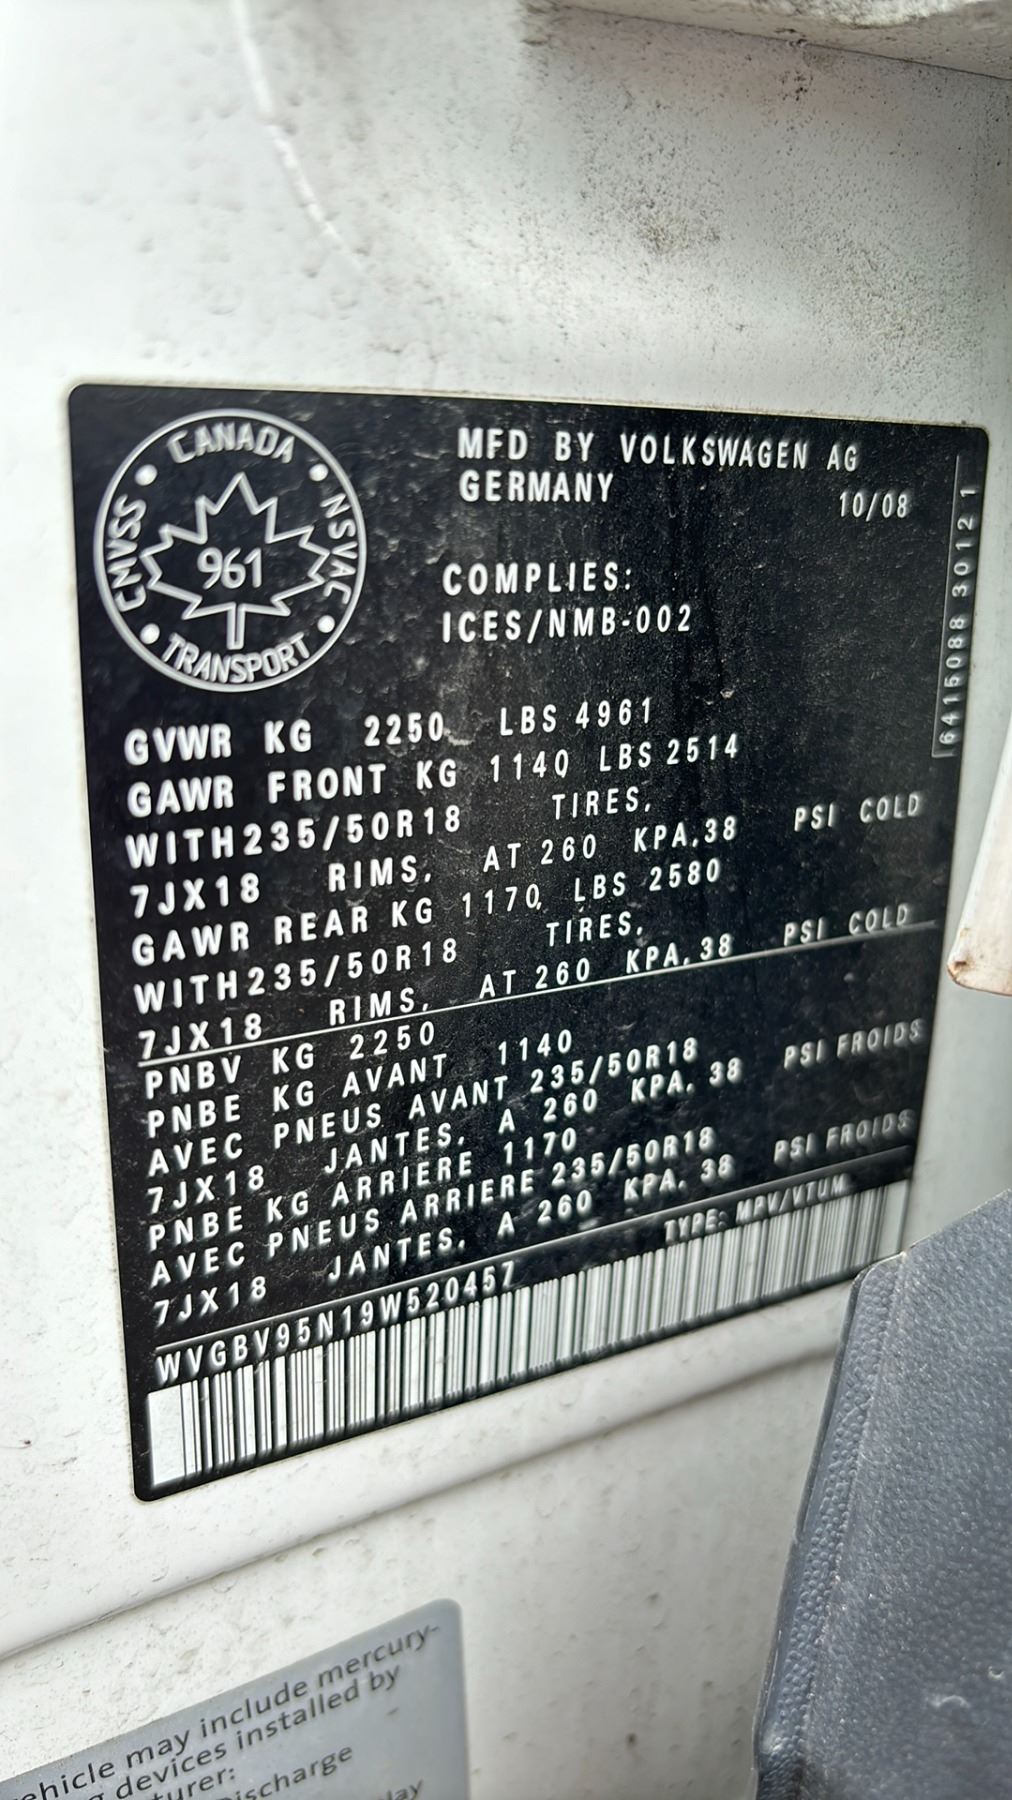 CANADA
CMVSS
NSVAC
961
TRANSPORT
MFD BY VOLKSWAGEN AG
GERMANY
10/08
6415088 30121
COMPLIES:
ICES/NMB-002
GVWR KG 2250 LBS 4961
GAWR FRONT KG 1140 LBS 2514
WITH235/50R18 TIRES,
7JX18 RIMS, AT 260 KPA,38 PSI COLD
GAWR REAR KG 1170, LBS 2580
WITH235/50R18 TIRES,
7JX18 RIMS, AT 260 KPA,38 PSI COLD
PNBV KG 2250
PNBE KG AVANT 1140
AVEC PNEUS AVANT 235/50R18
7JX18 JANTES, A 260 KPA, 38 PSI FROIDS
PNBE KG ARRIERE 1170
AVEC PNEUS ARRIERE 235/50R18
7JX18 JANTES, A 260 KPA, 38 PSI FROIDS
WVGBV95N19W520457 TYPE: MPV/VTUM
vehicle may include mercury-
devices installed by
Discharge